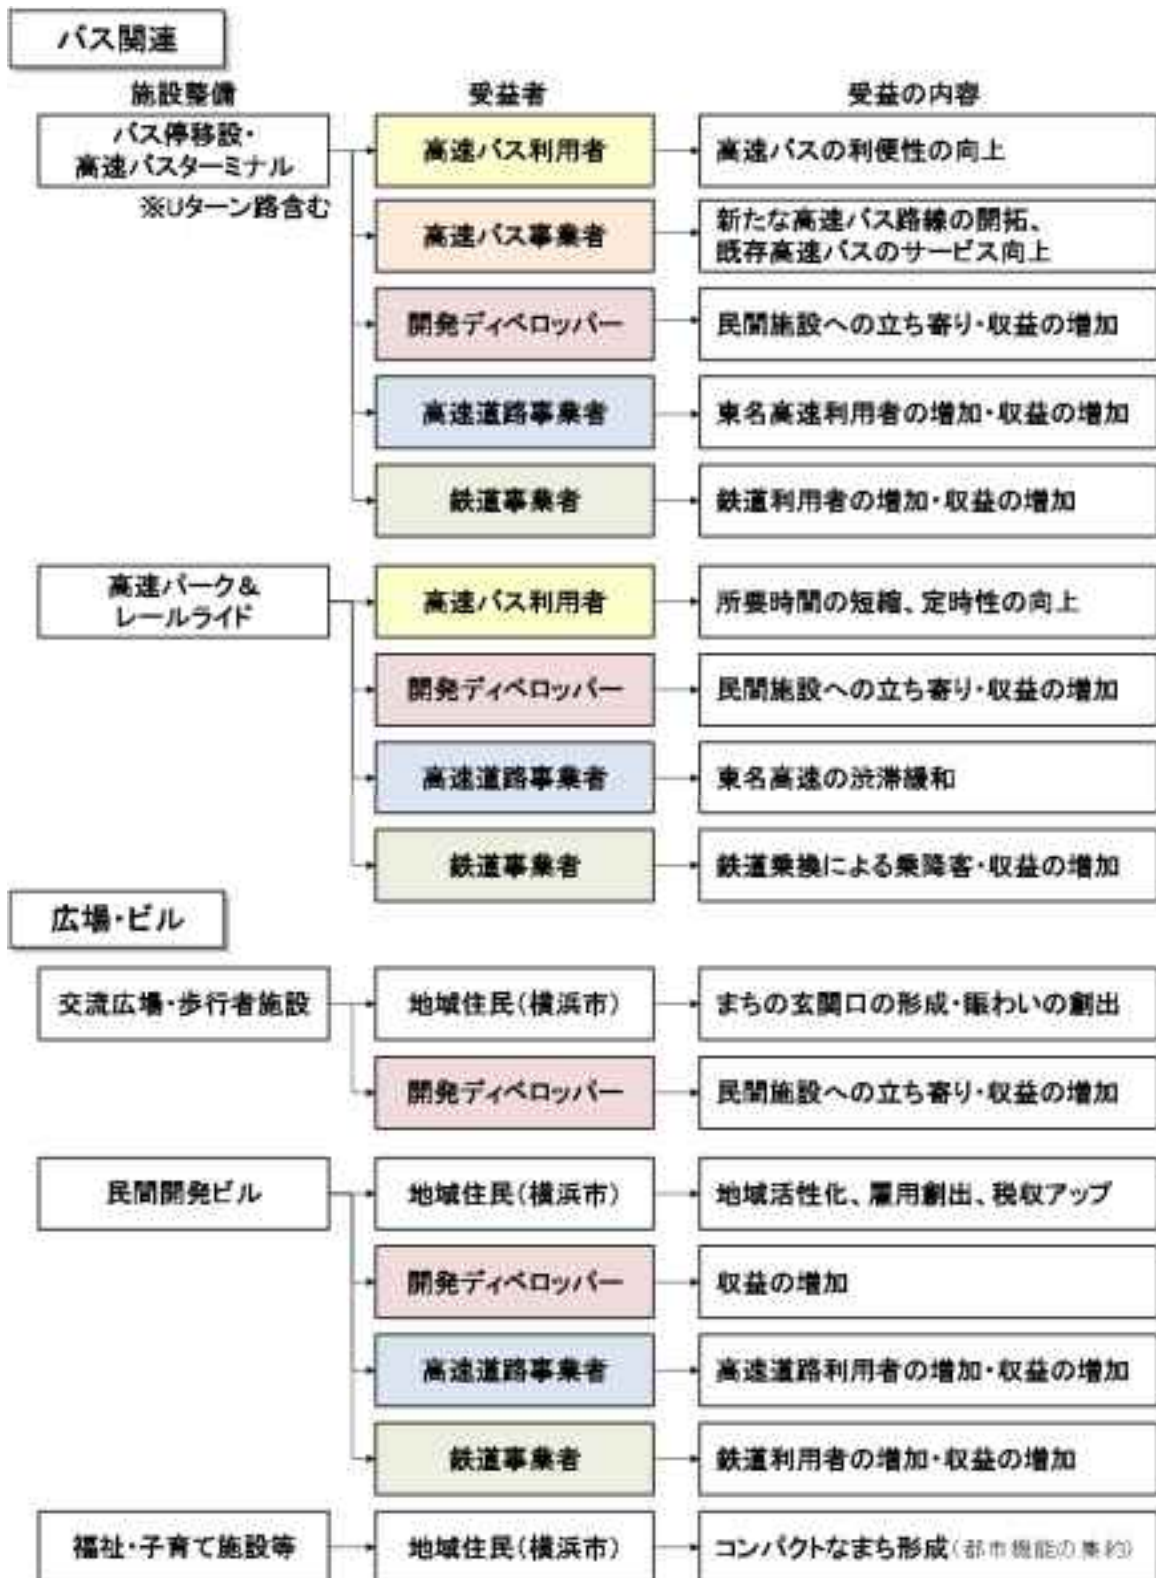 バス関連
施設整備 受益者 受益の内容
バス停移設・
高速バスターミナル
※Uターン路含む
高速バス利用者
高速バスの利便性の向上
高速バス事業者
新たな高速バス路線の開拓、
既存高速バスのサービス向上
開発ディベロッパー
民間施設への立ち寄り・収益の増加
高速道路事業者
東名高速利用者の増加・収益の増加
鉄道事業者
鉄道利用者の増加・収益の増加
高速パーク＆
レールライド
高速バス利用者
所要時間の短縮、定時性の向上
開発ディベロッパー
民間施設への立ち寄り・収益の増加
高速道路事業者
東名高速の渋滞緩和
鉄道事業者
鉄道乗換による乗降客・収益の増加
広場・ビル
交流広場・歩行者施設
地域住民(横浜市)
まちの玄関口の形成・賑わいの創出
開発ディベロッパー
民間施設への立ち寄り・収益の増加
民間開発ビル
地域住民(横浜市)
地域活性化、雇用創出、税収アップ
開発ディベロッパー
収益の増加
高速道路事業者
高速道路利用者の増加・収益の増加
鉄道事業者
鉄道利用者の増加・収益の増加
福祉・子育て施設等
地域住民(横浜市)
コンパクトなまち形成(都市機能の集約)